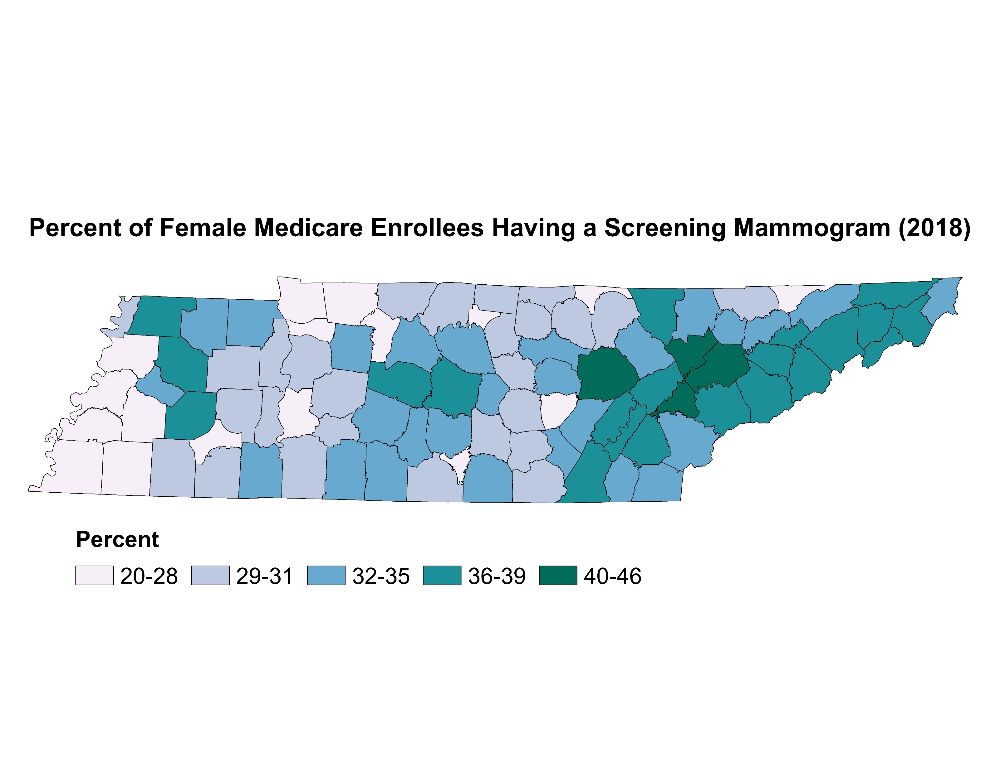 Percent of Female Medicare Enrollees Having a Screening Mammogram (2018)
Percent
20-28 29-31 32-35 36-39 40-46